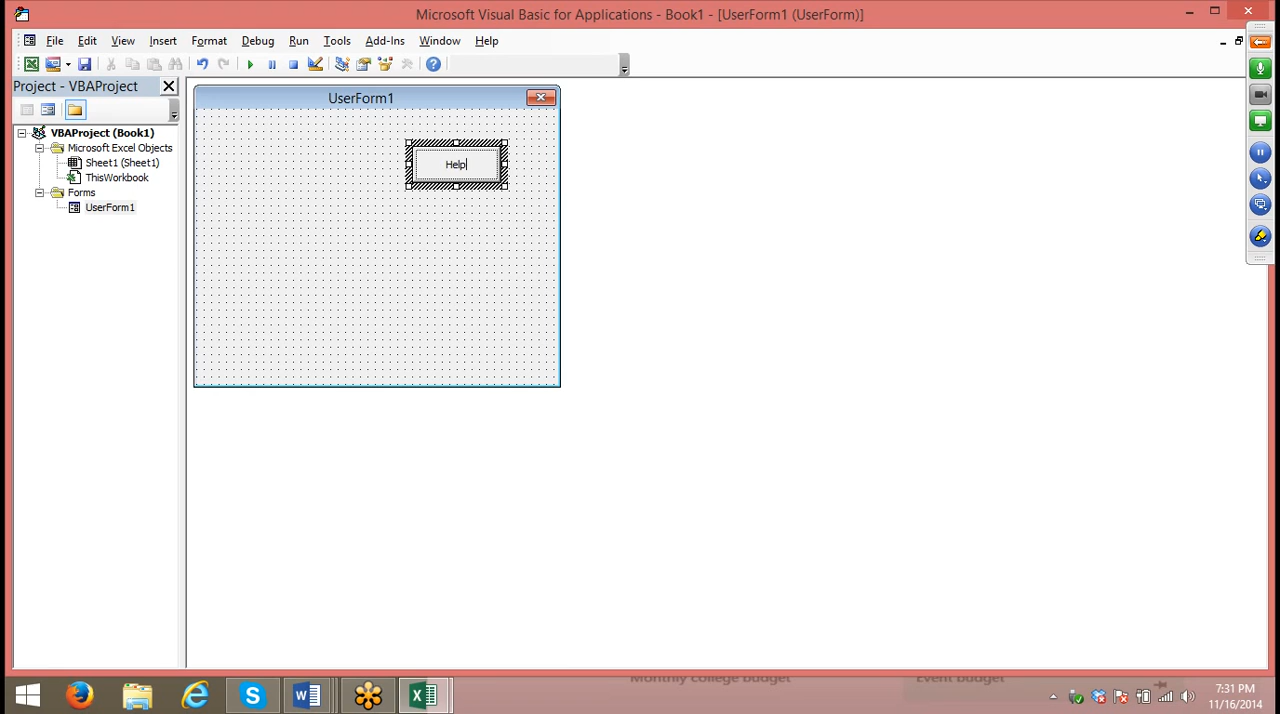 Microsoft Visual Basic for Applications - Book1 - [UserForm1 (UserForm)]
File Edit View Insert Format Debug Run Tools Add-Ins Window Help
Project - VBAProject
UserForm1
VBAProject (Book1)
Microsoft Excel Objects
Sheet1 (Sheet1)
ThisWorkbook
Forms
UserForm1
Help
Monthly college budget
Event budget
7:31 PM
11/16/2014